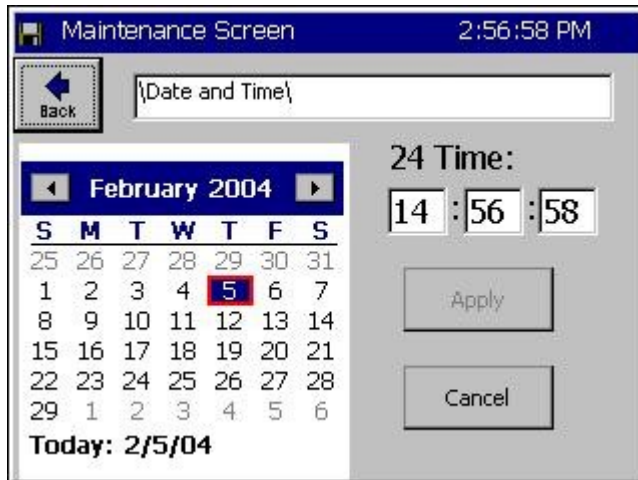 Maintenance Screen 2:56:58 PM
Back
\Date and Time\
24 Time:
14 : 56 : 58
February 2004
S M T W T F S
25 26 27 28 29 30 31
1 2 3 4 5 6 7
8 9 10 11 12 13 14
15 16 17 18 19 20 21
22 23 24 25 26 27 28
29 1 2 3 4 5 6
Today: 2/5/04
Apply
Cancel